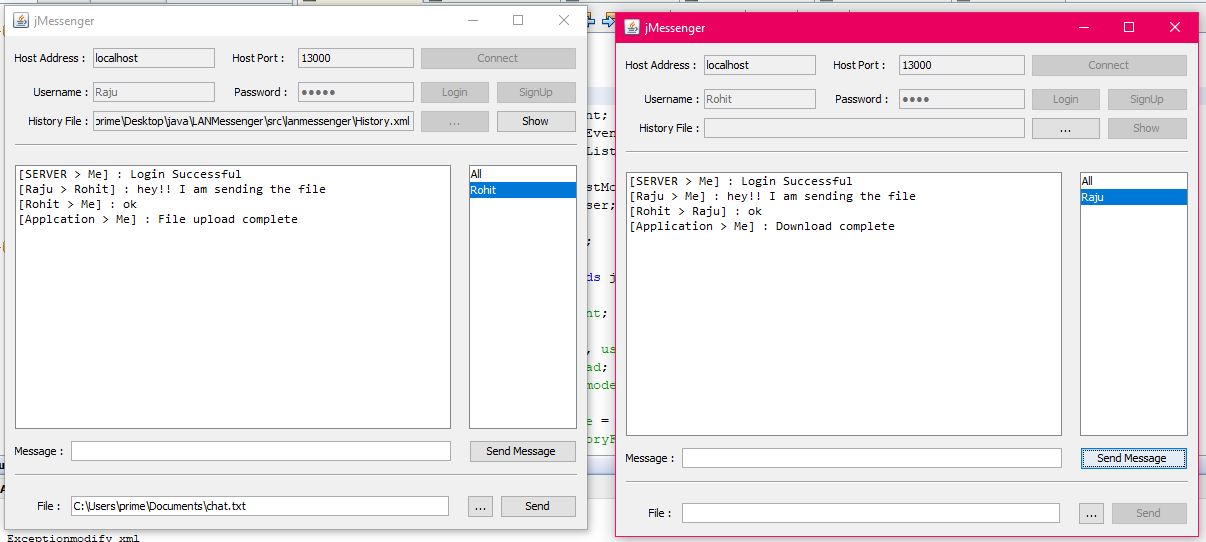 jMessenger
Host Address : localhost Host Port : 13000 Connect
Username : Raju Password : ●●●●● Login SignUp
History File : prime\Desktop\java\LANMessenger\src\lanmessenger\History.xml ... Show
[SERVER > Me] : Login Successful
[Raju > Rohit] : hey!! I am sending the file
[Rohit > Me] : ok
[Applcation > Me] : File upload complete
All
Rohit
Message : Send Message
File : C:\Users\prime\Documents\chat.txt ... Send
jMessenger
Host Address : localhost Host Port : 13000 Connect
Username : Rohit Password : ●●●● Login SignUp
History File : ... Show
[SERVER > Me] : Login Successful
[Raju > Me] : hey!! I am sending the file
[Rohit > Raju] : ok
[Application > Me] : Download complete
All
Raju
Message : Send Message
File : ... Send
nt;
Even
List
stMo
ser;
;
ds j
nt;
, us
ad;
mode
e =
oryF
Exceptionmodify xml